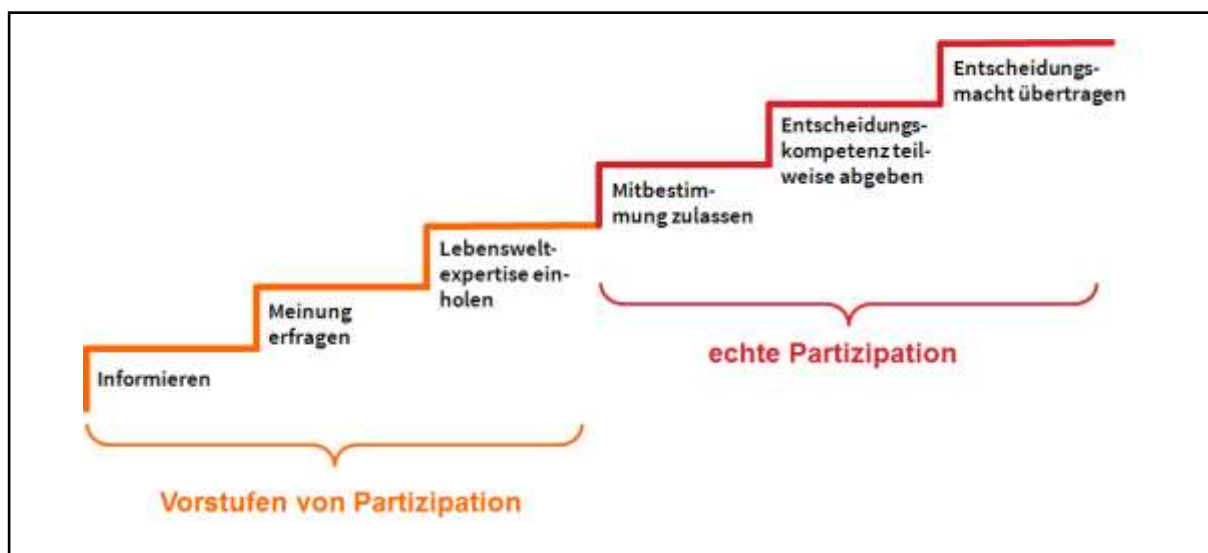 Informieren
Meinung
erfragen
Lebenswelt-
expertise ein-
holen
Mitbestim-
mung zulassen
Entscheidungs-
kompetenz teil-
weise abgeben
Entscheidungs-
macht übertragen
Vorstufen von Partizipation
echte Partizipation